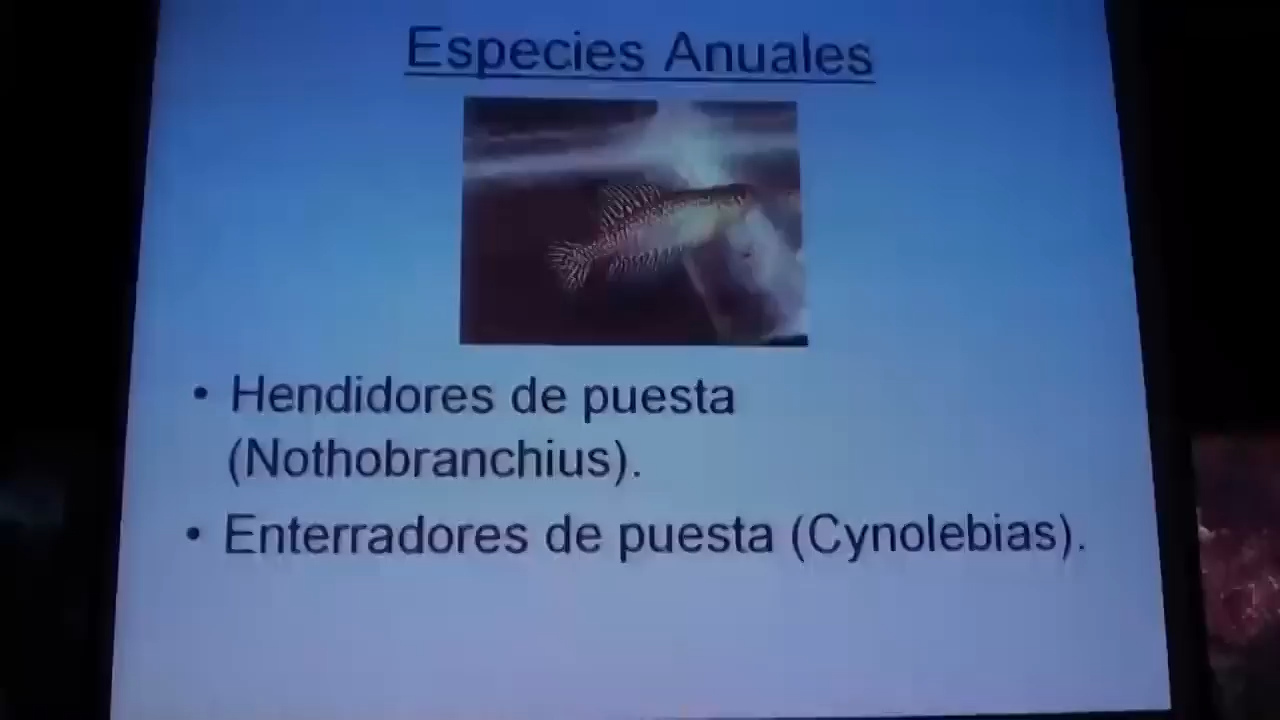 Especies Anuales
• Hendidores de puesta
(Nothobranchius).
• Enterradores de puesta (Cynolebias).